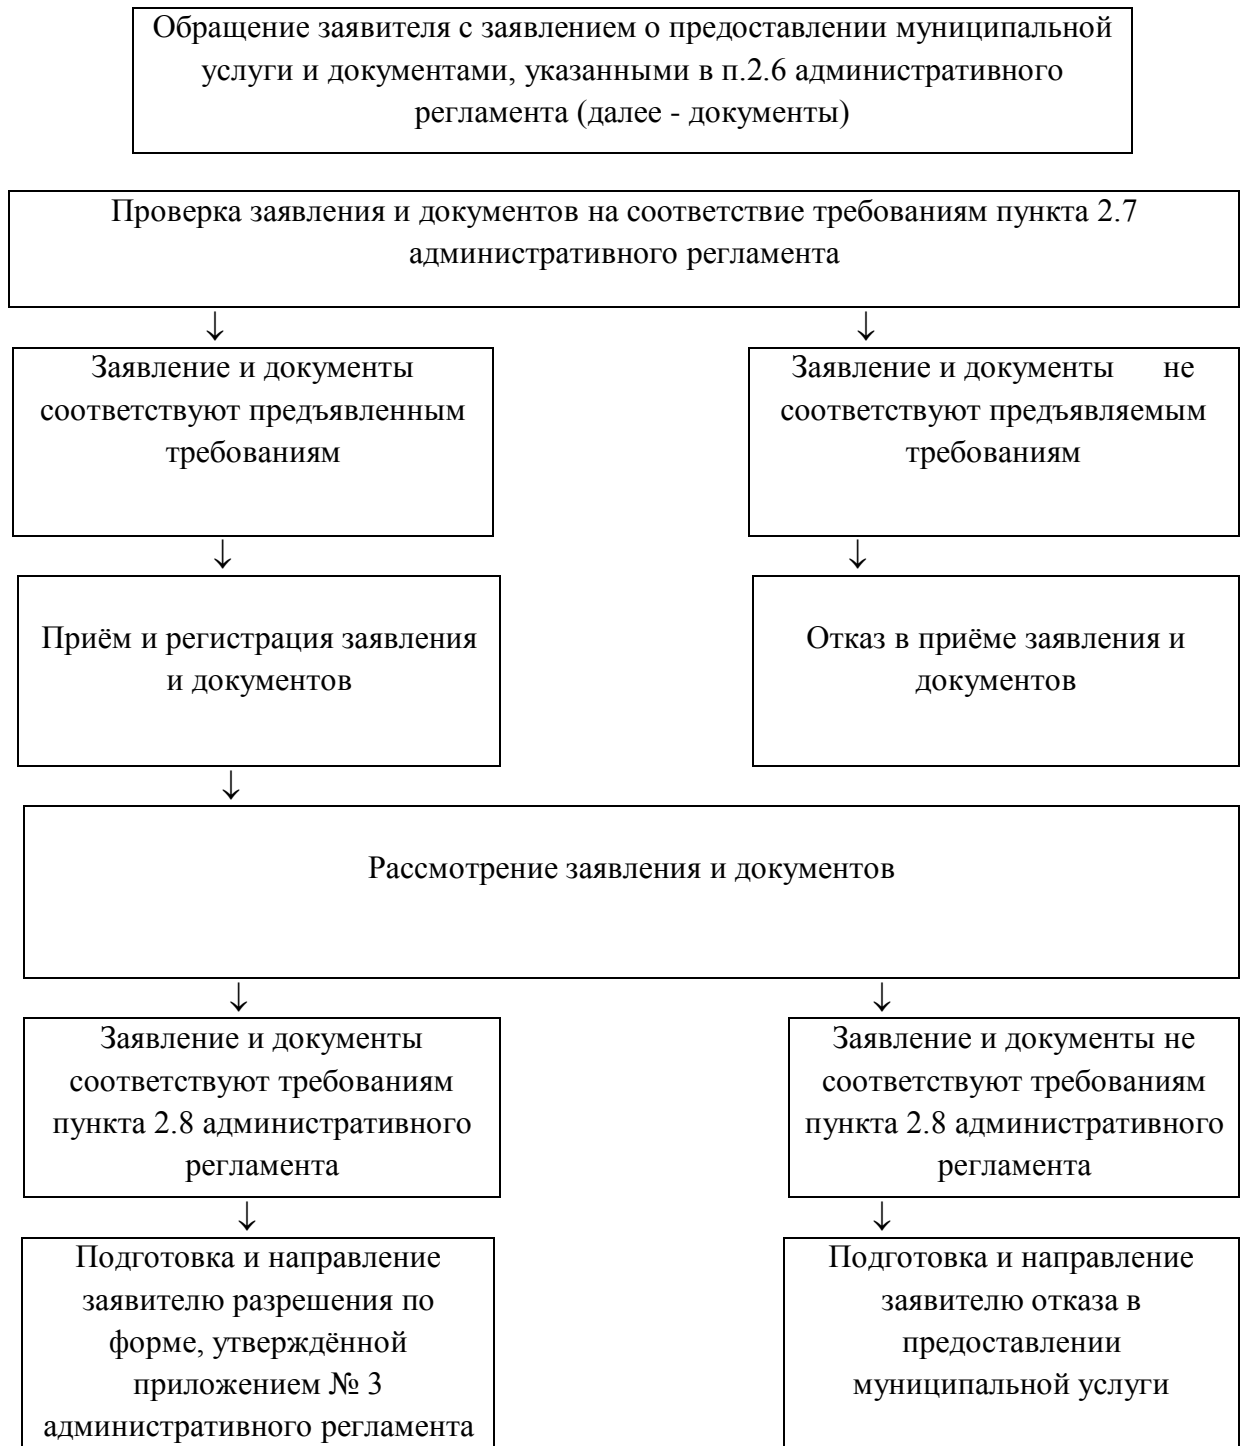 Обращение заявителя с заявлением о предоставлении муниципальной
услуги и документами, указанными в п.2.6 административного
регламента (далее - документы)
Проверка заявления и документов на соответствие требованиям пункта 2.7
административного регламента
↓
↓
Заявление и документы
соответствуют предъявленным
требованиям
Заявление и документы не
соответствуют предъявляемым
требованиям
↓
↓
Приём и регистрация заявления
и документов
Отказ в приёме заявления и
документов
↓
Рассмотрение заявления и документов
↓
↓
Заявление и документы
соответствуют требованиям
пункта 2.8 административного
регламента
Заявление и документы не
соответствуют требованиям
пункта 2.8 административного
регламента
↓
↓
Подготовка и направление
заявителю разрешения по
форме, утверждённой
приложением № 3
административного регламента
Подготовка и направление
заявителю отказа в
предоставлении
муниципальной услуги